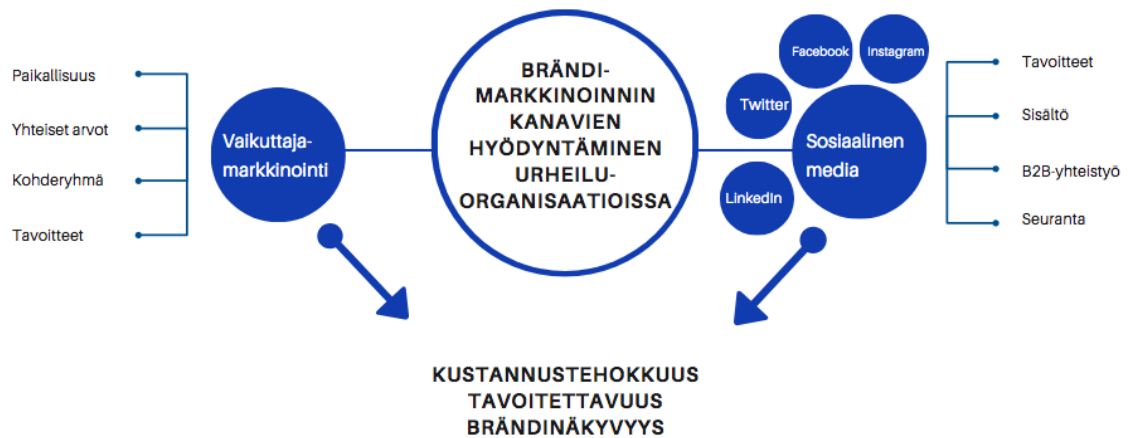 Paikallisuus
Yhteiset arvot
Kohderyhmä
Tavoitteet
Vaikuttaja-
markkinointi
BRÄNDI-
MARKKINOINNIN
KANAVIEN
HYÖDYNTÄMINEN
URHEILU-
ORGANISAATIOISSA
Facebook
Instagram
Twitter
LinkedIn
Sosiaalinen
media
Tavoitteet
Sisältö
B2B-yhteistyö
Seuranta
KUSTANNUSTEHOKKUUS
TAVOITETTAVUUS
BRÄNDINÄKYVYYS